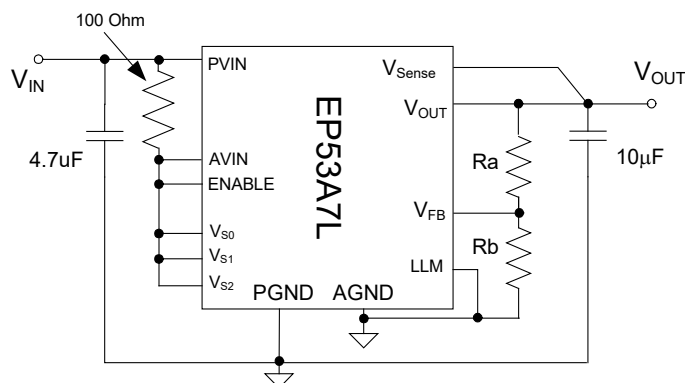 100 Ohm
VIN
4.7uF
PVIN
AVIN
ENABLE
VS0
VS1
VS2
PGND
AGND
EP53A7L
VSense
VOUT
VFB
LLM
Ra
Rb
VOUT
10μF